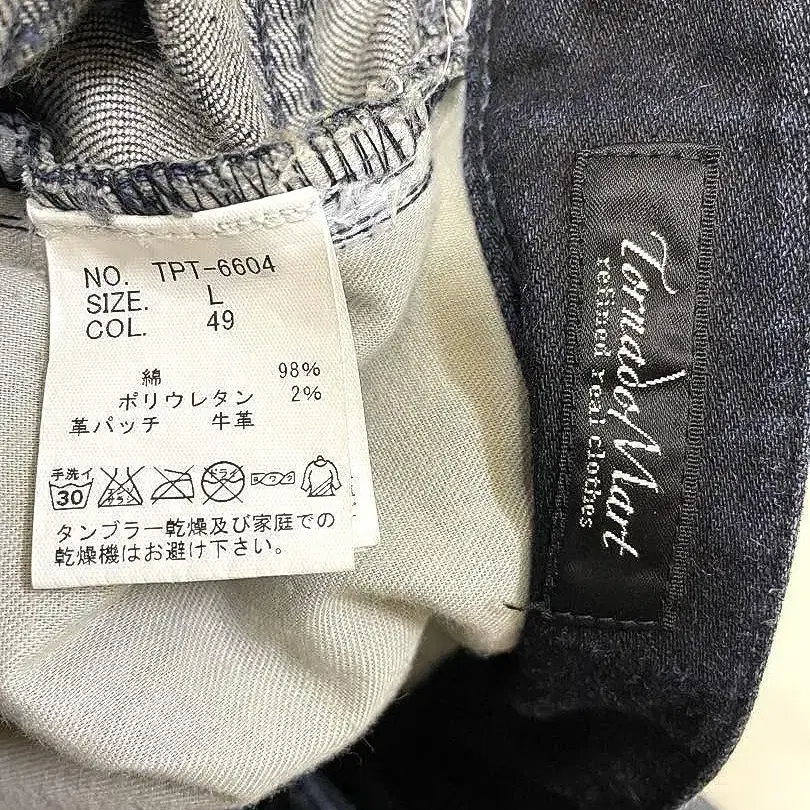 NO. TPT-6604
SIZE. L
COL. 49
綿 98%
ポリウレタン 2%
革パッチ 牛革
手洗イ
30
ドライ
タンブラー乾燥及び家庭での
乾燥機はお避け下さい。
TornadoMart
refined real clothes